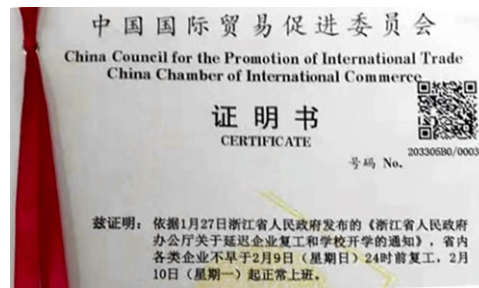 中国国际贸易促进委员会
China Council for the Promotion of International Trade
China Chamber of International Commerce
证明书
CERTIFICATE
号码 No. 203305B0/0003
兹证明：依据1月27日浙江省人民政府发布的《浙江省人民政府
办公厅关于延迟企业复工和学校开学的通知》，省内
各类企业不早于2月9日（星期日）24时前复工，2月
10日（星期一）起正常上班。